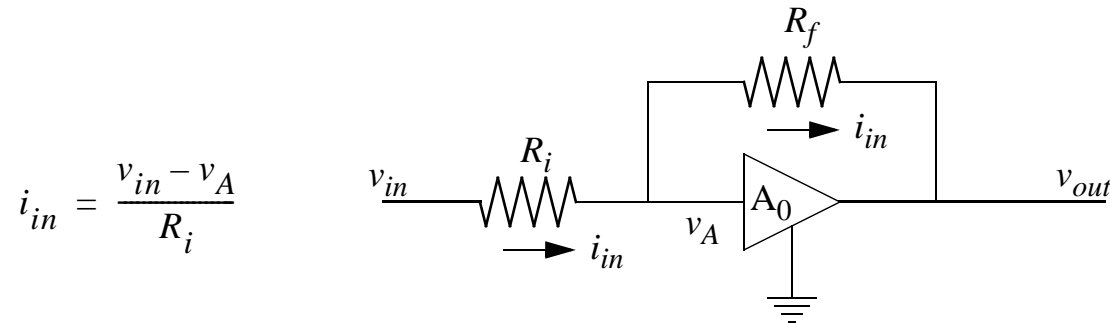 i_in = (v_in – v_A) / R_i
R_f
i_in
R_i
v_in
v_out
A_0
v_A
i_in